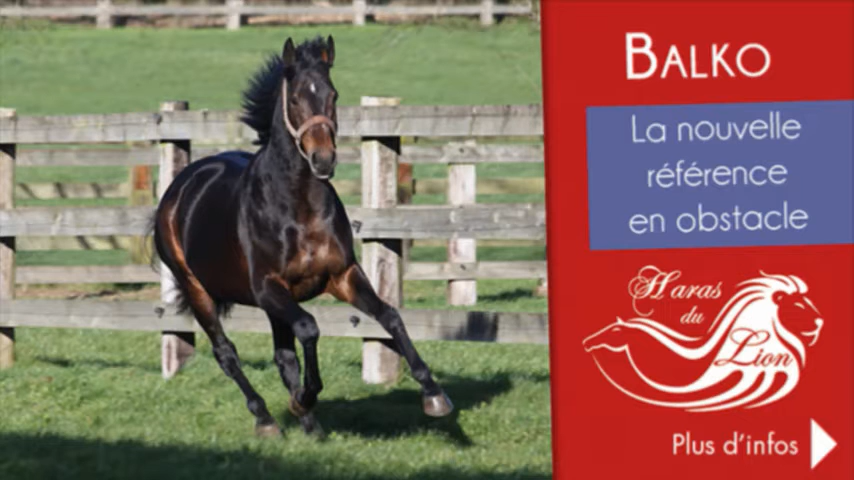 BALKO
La nouvelle
référence
en obstacle
Haras
du
Lion
Plus d'infos